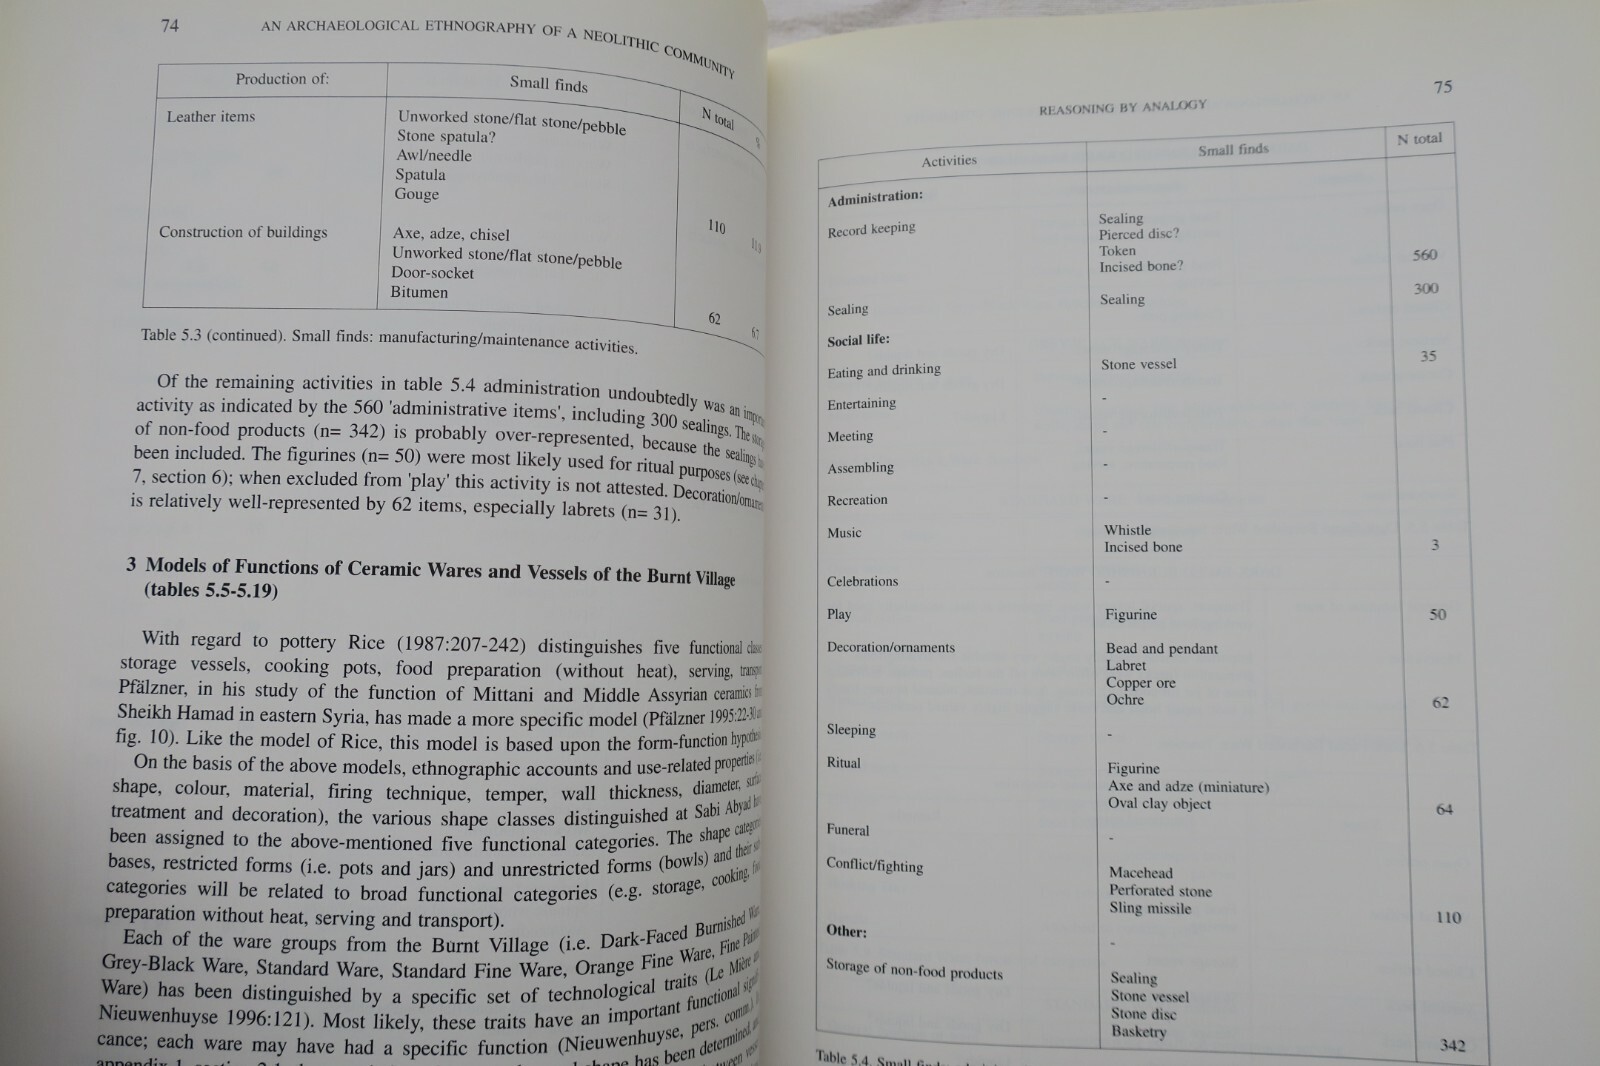 74
AN ARCHAEOLOGICAL ETHNOGRAPHY OF A NEOLITHIC COMMUNITY
Production of:
Small finds
N total
%
Leather items
Unworked stone/flat stone/pebble
Stone spatula?
Awl/needle
Spatula
Gouge
110
Construction of buildings
Axe, adze, chisel
Unworked stone/flat stone/pebble
Door-socket
Bitumen
62
Table 5.3 (continued). Small finds: manufacturing/maintenance activities.
Of the remaining activities in table 5.4 administration undoubtedly was an
activity as indicated by the 560 'administrative items', including 300 sealings. The
of non-food products (n= 342) is probably over-represented, because the sealings
been included. The figurines (n= 50) were most likely used for ritual purposes (see
7, section 6); when excluded from 'play' this activity is not attested.
is relatively well-represented by 62 items, especially labrets (n= 31).
3 Models of Functions of Ceramic Wares and Vessels of the Burnt Village
(tables 5.5-5.19)
With regard to pottery Rice (1987:207-242) distinguishes five functional
storage vessels, cooking pots, food preparation (without heat), serving,
Pfälzner, in his study of the function of Mittani and Middle Assyrian ceramics
Sheikh Hamad in eastern Syria, has made a more specific model (Pfälzner 1995:22-30
fig. 10). Like the model of Rice, this model is based upon the form-function
On the basis of the above models, ethnographic accounts and use-related properties
shape, colour, material, firing technique, temper, wall thickness, diameter,
treatment and decoration), the various shape classes distinguished at Sabi Abyad
been assigned to the above-mentioned five functional categories. The shape
bases, restricted forms (i.e. pots and jars) and unrestricted forms (bowls) and their
categories will be related to broad functional categories (e.g. storage, cooking,
preparation without heat, serving and transport).
Each of the ware groups from the Burnt Village (i.e. Dark-Faced Burnished
Grey-Black Ware, Standard Ware, Standard Fine Ware, Orange Fine Ware, Fine
Ware) has been distinguished by a specific set of technological traits (Le Mière
Nieuwenhuyse 1996:121). Most likely, these traits have an important functional
cance; each ware may have had a specific function (Nieuwenhuyse, pers. comm.).
has been determined
75
REASONING BY ANALOGY
Activities
Small finds
N total
Administration:
Record keeping
Sealing
Pierced disc?
Token
Incised bone?
560
Sealing
Sealing
300
Social life:
Eating and drinking
Stone vessel
35
Entertaining
-
Meeting
-
Assembling
-
Recreation
-
Music
Whistle
Incised bone
3
Celebrations
-
Play
Figurine
50
Decoration/ornaments
Bead and pendant
Labret
Copper ore
Ochre
62
Sleeping
-
Ritual
Figurine
Axe and adze (miniature)
Oval clay object
64
Funeral
-
Conflict/fighting
Macehead
Perforated stone
Sling missile
110
Other:
-
Storage of non-food products
Sealing
Stone vessel
Stone disc
Basketry
342
Table 5.4. Small